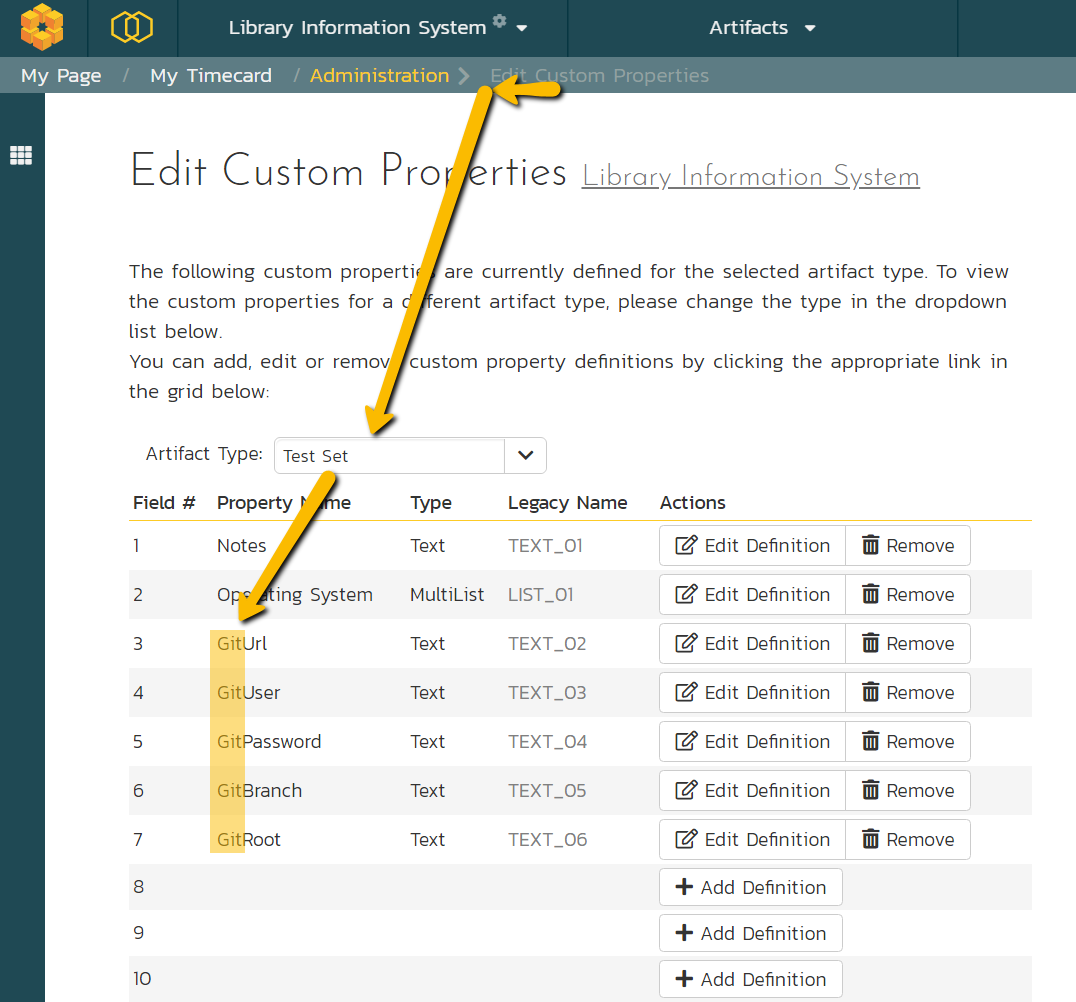 Library Information System
Artifacts
My Page / My Timecard / Administration > Edit Custom Properties
Edit Custom Properties Library Information System
The following custom properties are currently defined for the selected artifact type. To view
the custom properties for a different artifact type, please change the type in the dropdown
list below.
You can add, edit or remove custom property definitions by clicking the appropriate link in
the grid below:
Artifact Type: Test Set
Field # Property Name Type Legacy Name Actions
1 Notes Text TEXT_01 Edit Definition Remove
2 Operating System MultiList LIST_01 Edit Definition Remove
3 GitUrl Text TEXT_02 Edit Definition Remove
4 GitUser Text TEXT_03 Edit Definition Remove
5 GitPassword Text TEXT_04 Edit Definition Remove
6 GitBranch Text TEXT_05 Edit Definition Remove
7 GitRoot Text TEXT_06 Edit Definition Remove
8 + Add Definition
9 + Add Definition
10 + Add Definition